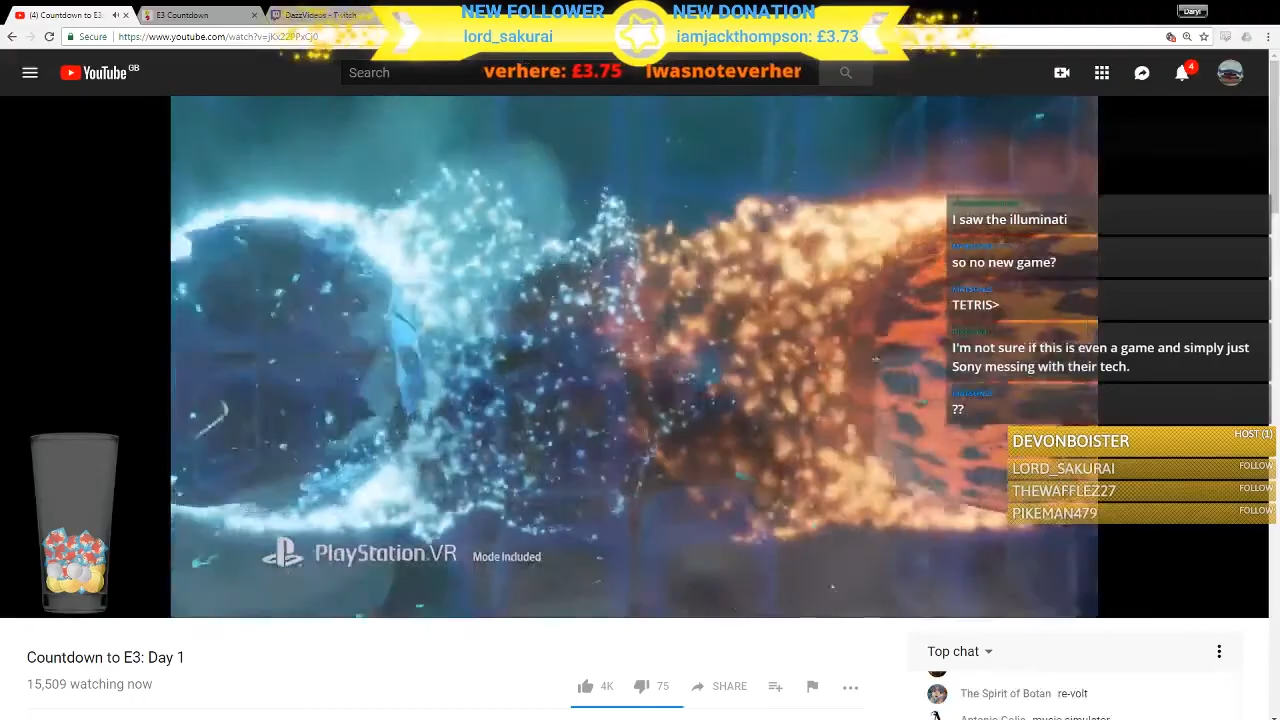 (4) Countdown to E3:
E3 Countdown
DazzVideos - Twitch
Daryl
Secure
https://www.youtube.com/watch?v=jKx22PPxCj0
NEW FOLLOWER
NEW DONATION
lord_sakurai
iamjackthompson: £3.73
verhere: £3.75
Iwasnoteverher
YouTube GB
Search
4
I saw the illuminati
so no new game?
TETRIS>
I'm not sure if this is even a game and simply just
Sony messing with their tech.
??
DEVONBOISTER
HOST (1)
LORD_SAKURAI
FOLLOW
THEWAFFLEZ27
FOLLOW
PIKEMAN479
FOLLOW
PlayStation.VR
Mode Included
Countdown to E3: Day 1
15,509 watching now
4K
75
SHARE
Top chat
The Spirit of Botan re-volt